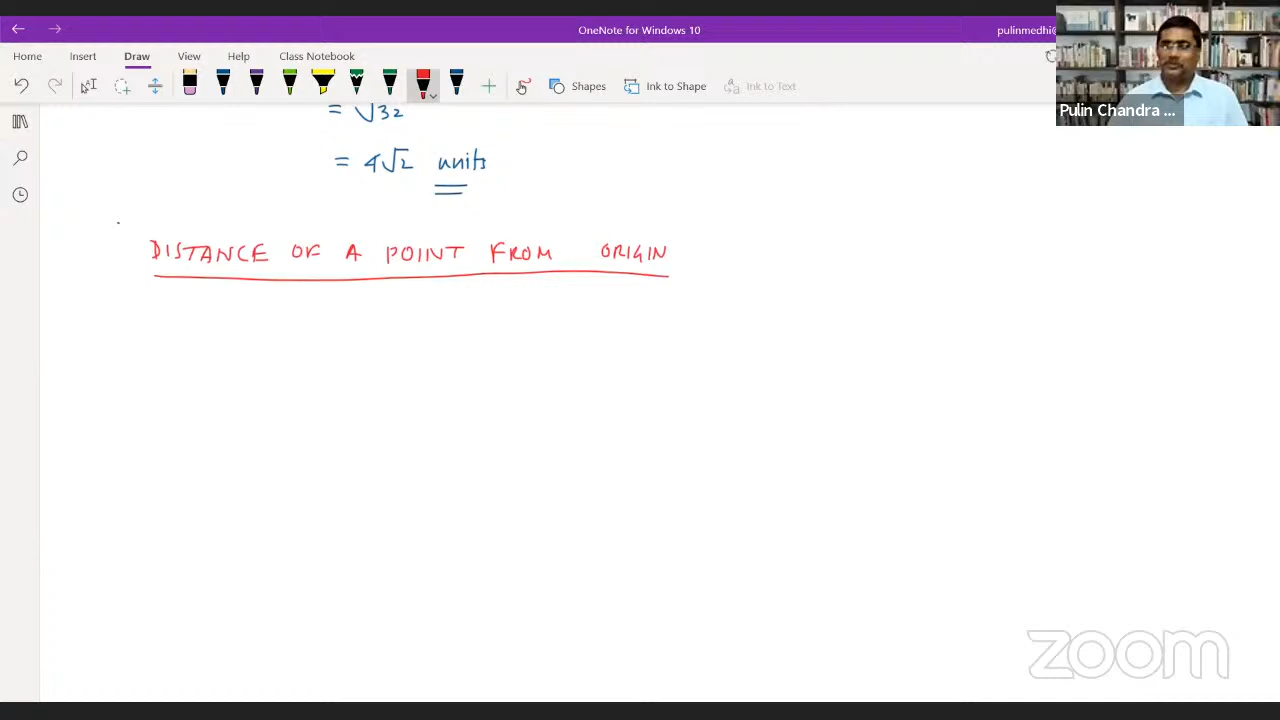 OneNote for Windows 10
pulinmedhi@
Home Insert Draw View Help Class Notebook
Shapes Ink to Shape Ink to Text
Pulin Chandra ...
= √32
= 4√2 units
DISTANCE OF A POINT FROM ORIGIN
zoom